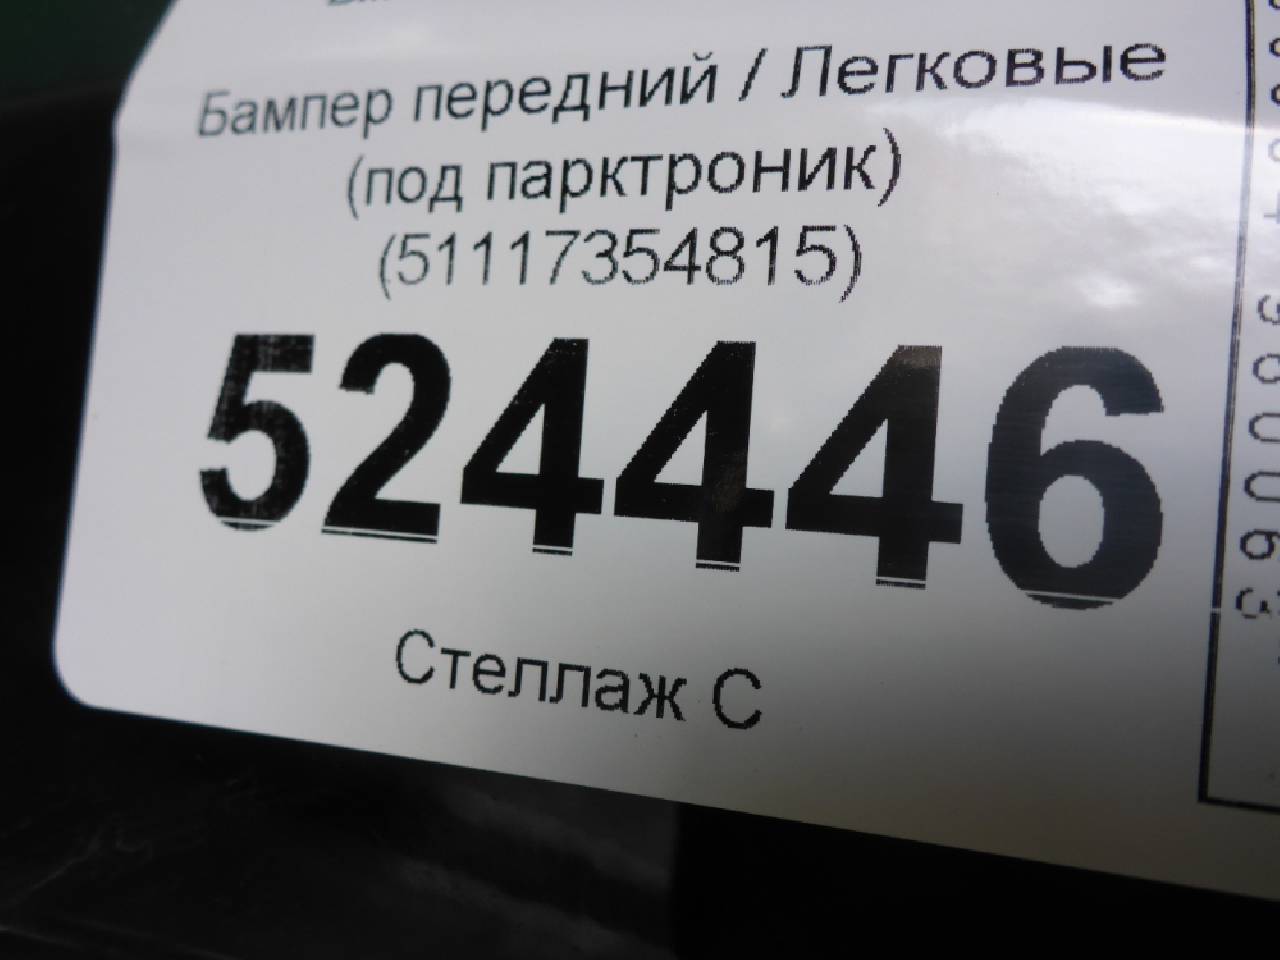 Бампер передний / Легковые
(под парктроник)
(51117354815)
524446
Стеллаж С